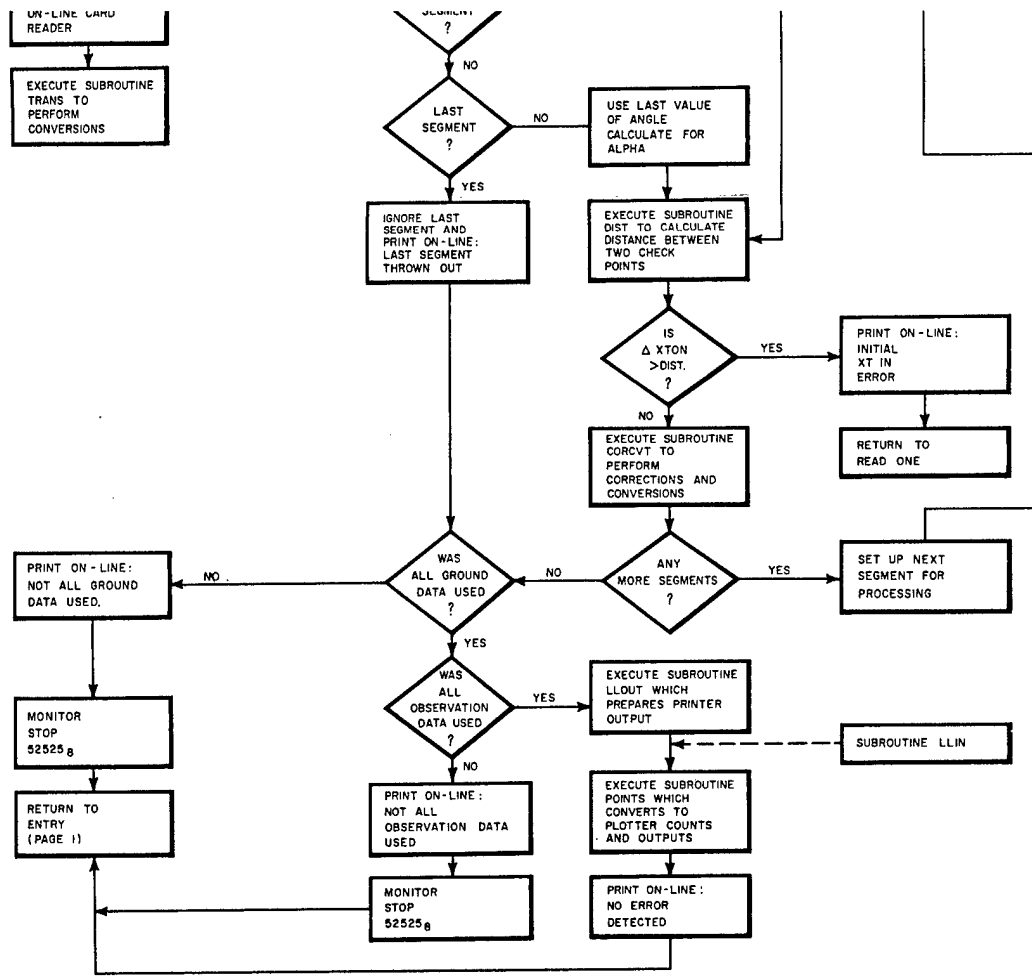 ON-LINE CARD
READER
SEGMENT
?
NO
EXECUTE SUBROUTINE
TRANS TO
PERFORM
CONVERSIONS
LAST
SEGMENT
?
NO
USE LAST VALUE
OF ANGLE
CALCULATE FOR
ALPHA
YES
IGNORE LAST
SEGMENT AND
PRINT ON-LINE:
LAST SEGMENT
THROWN OUT
EXECUTE SUBROUTINE
DIST TO CALCULATE
DISTANCE BETWEEN
TWO CHECK
POINTS
IS
Δ XTON
>DIST.
?
YES
PRINT ON-LINE:
INITIAL
XT IN
ERROR
NO
EXECUTE SUBROUTINE
CORCVT TO
PERFORM
CORRECTIONS AND
CONVERSIONS
RETURN TO
READ ONE
PRINT ON-LINE:
NOT ALL GROUND
DATA USED.
NO.
WAS
ALL GROUND
DATA USED
?
NO
ANY
MORE SEGMENTS
?
YES
SET UP NEXT
SEGMENT FOR
PROCESSING
YES
WAS
ALL
OBSERVATION
DATA USED
?
YES
EXECUTE SUBROUTINE
LLOUT WHICH
PREPARES PRINTER
OUTPUT
MONITOR
STOP
52525₈
SUBROUTINE LLIN
NO
RETURN TO
ENTRY
(PAGE 1)
PRINT ON-LINE:
NOT ALL
OBSERVATION DATA
USED
EXECUTE SUBROUTINE
POINTS WHICH
CONVERTS TO
PLOTTER COUNTS
AND OUTPUTS
MONITOR
STOP
52525₈
PRINT ON-LINE:
NO ERROR
DETECTED